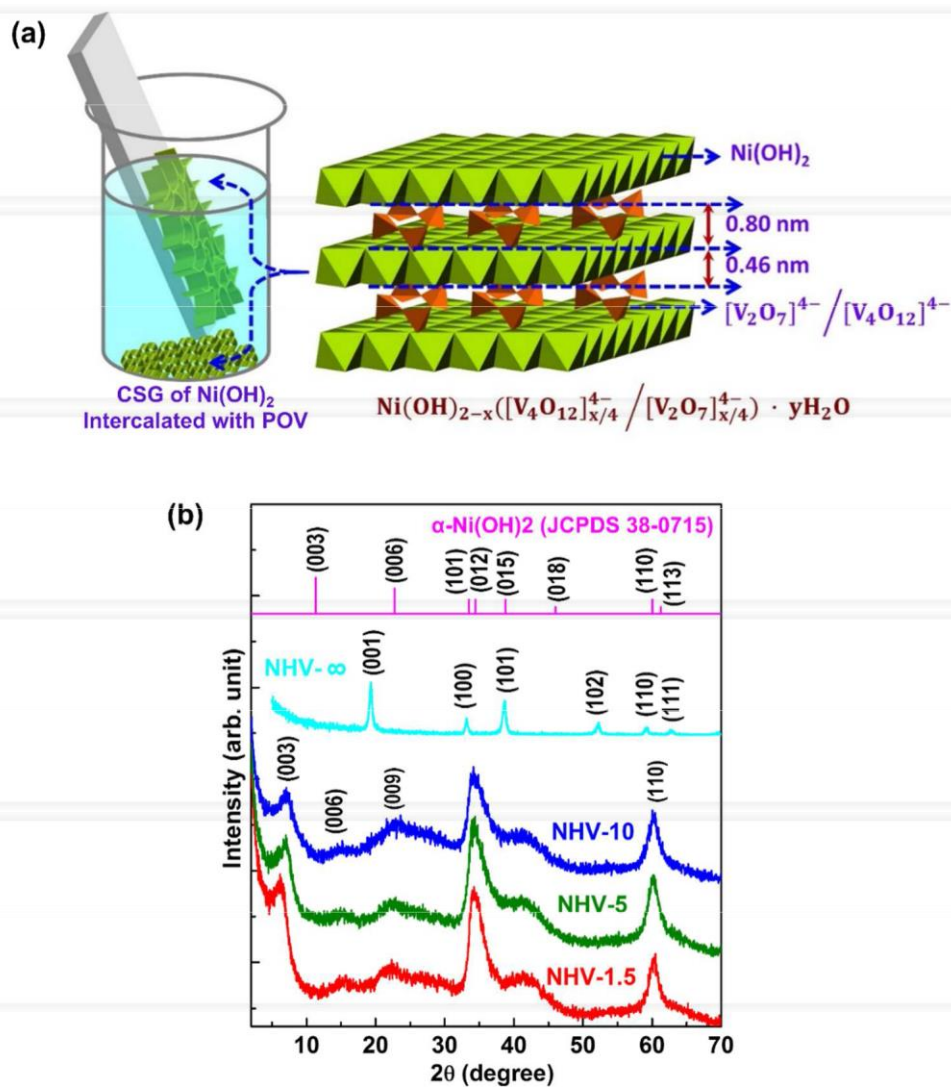 (a)
Ni(OH)₂
0.80 nm
0.46 nm
[V₂O₇]⁴⁻/[V₄O₁₂]⁴⁻
CSG of Ni(OH)₂
Intercalated with POV
Ni(OH)₂₋ₓ([V₄O₁₂]⁴⁻ₓ/₄/[V₂O₇]⁴⁻ₓ/₄) · yH₂O
(b)
α-Ni(OH)2 (JCPDS 38-0715)
(003)
(006)
(101)
(012)
(015)
(018)
(110)
(113)
NHV- ∞
(001)
(100)
(101)
(102)
(110)
(111)
(003)
(006)
(009)
(110)
NHV-10
NHV-5
NHV-1.5
Intensity (arb. unit)
10 20 30 40 50 60 70
2θ (degree)